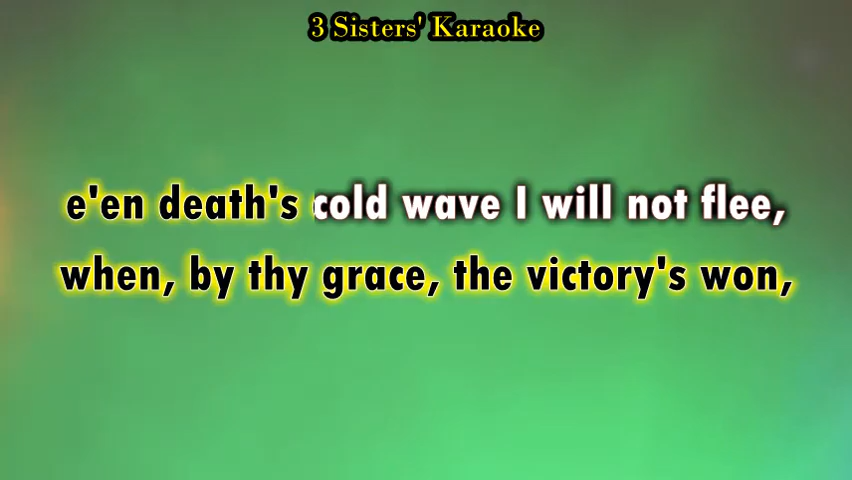 3 Sisters' Karaoke
e'en death's cold wave I will not flee,
when, by thy grace, the victory's won,